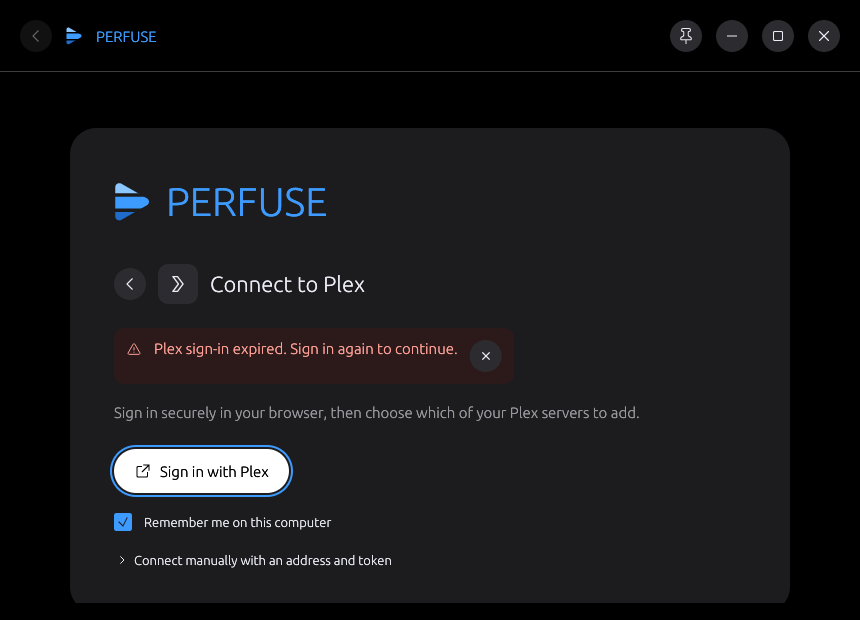 PERFUSE
PERFUSE
Connect to Plex
Plex sign-in expired. Sign in again to continue.
Sign in securely in your browser, then choose which of your Plex servers to add.
Sign in with Plex
Remember me on this computer
Connect manually with an address and token